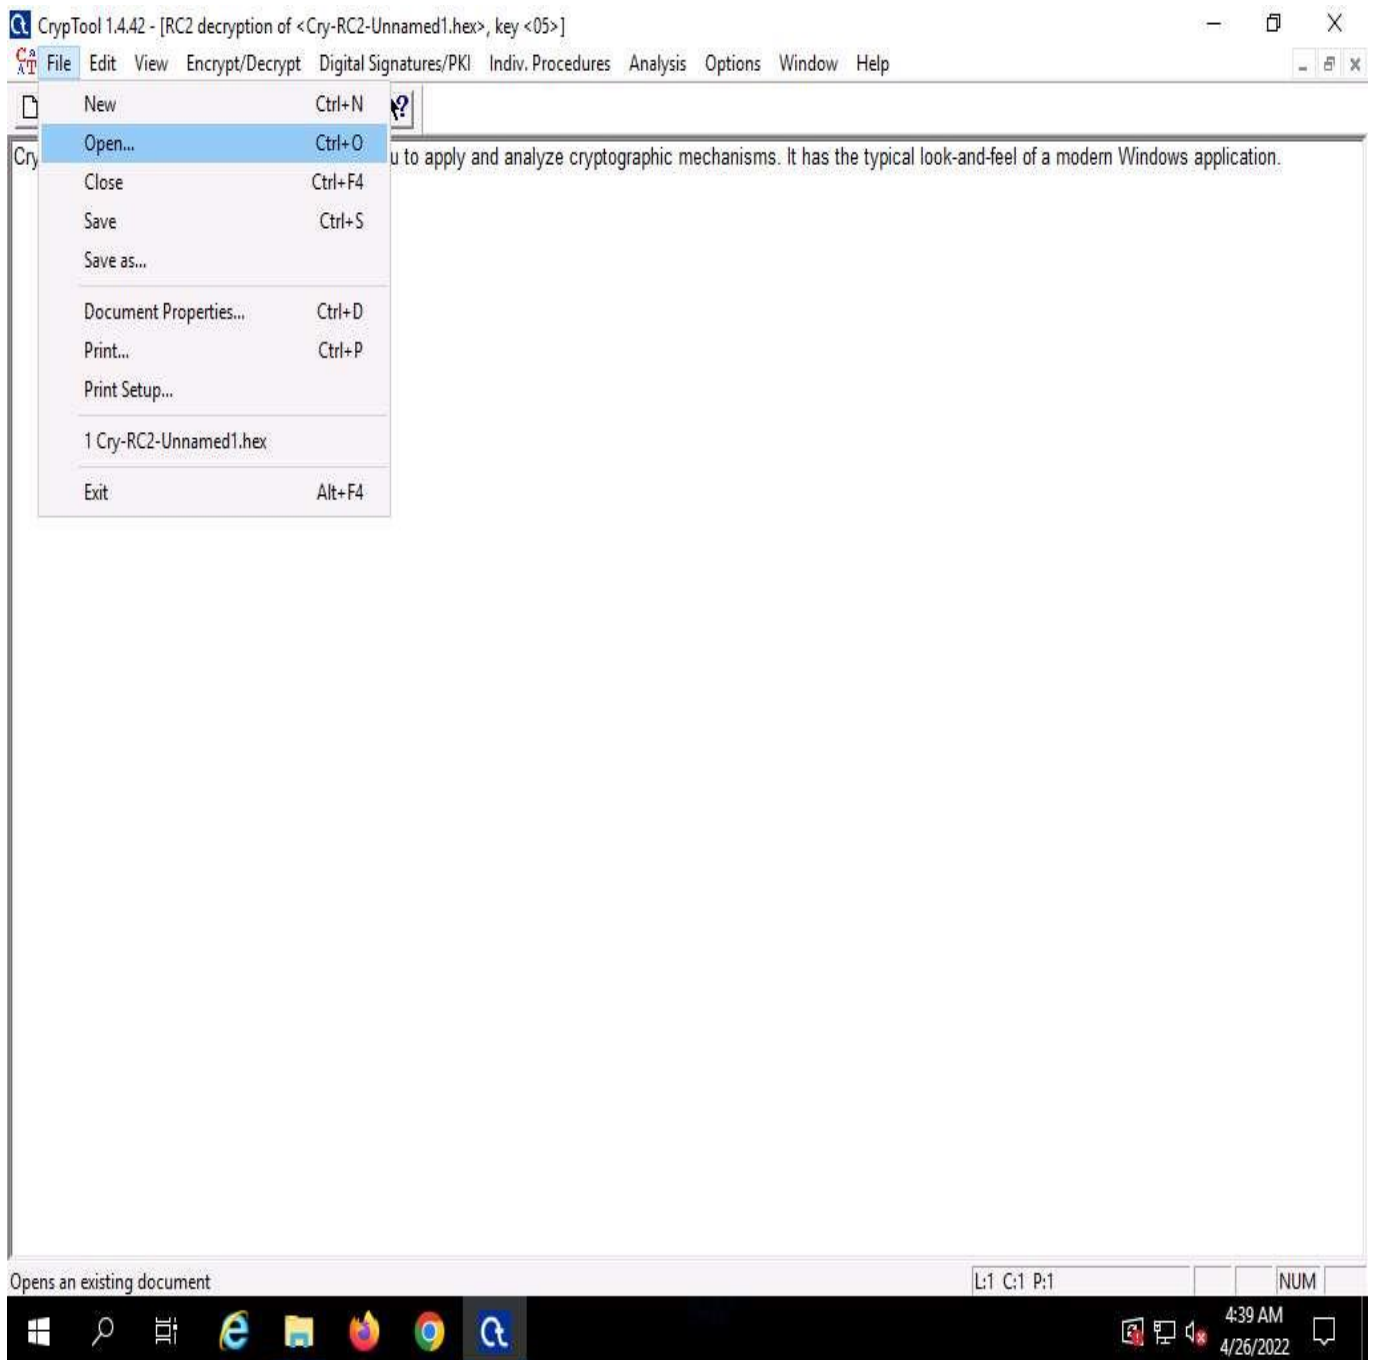 CrypTool 1.4.42 - [RC2 decryption of <Cry-RC2-Unnamed1.hex>, key <05>]
File Edit View Encrypt/Decrypt Digital Signatures/PKI Indiv. Procedures Analysis Options Window Help
New Ctrl+N
Open... Ctrl+O
Cry u to apply and analyze cryptographic mechanisms. It has the typical look-and-feel of a modern Windows application.
Close Ctrl+F4
Save Ctrl+S
Save as...
Document Properties... Ctrl+D
Print... Ctrl+P
Print Setup...
1 Cry-RC2-Unnamed1.hex
Exit Alt+F4
Opens an existing document L:1 C:1 P:1 NUM
4:39 AM
4/26/2022